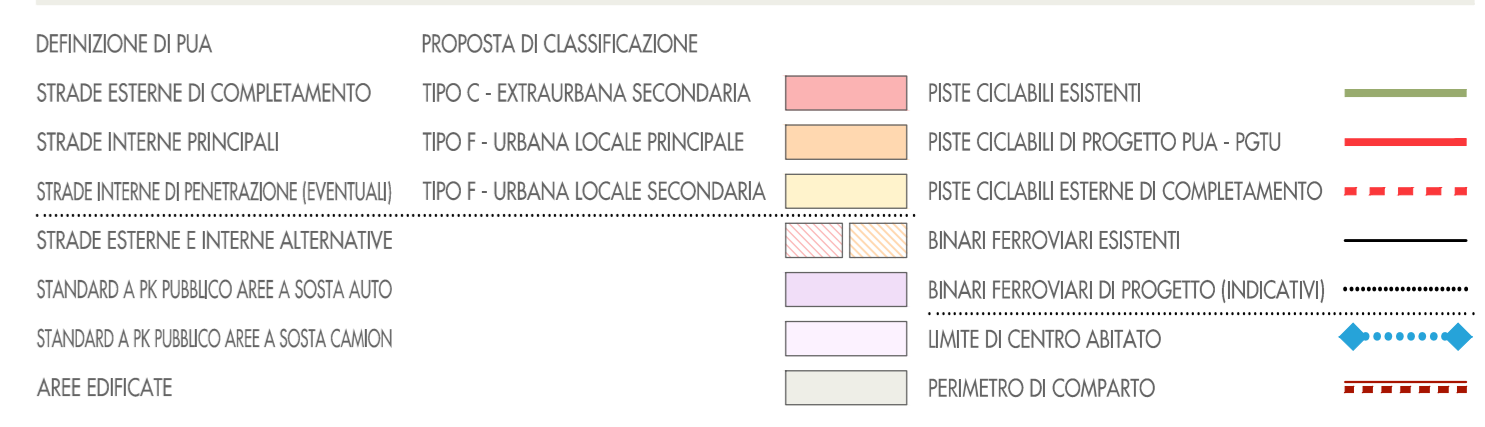 DEFINIZIONE DI PUA PROPOSTA DI CLASSIFICAZIONE
STRADE ESTERNE DI COMPLETAMENTO TIPO C - EXTRAURBANA SECONDARIA
STRADE INTERNE PRINCIPALI TIPO F - URBANA LOCALE PRINCIPALE
STRADE INTERNE DI PENETRAZIONE (EVENTUALI) TIPO F - URBANA LOCALE SECONDARIA
STRADE ESTERNE E INTERNE ALTERNATIVE
STANDARD A PK PUBBLICO AREE A SOSTA AUTO
STANDARD A PK PUBBLICO AREE A SOSTA CAMION
AREE EDIFICATE
PISTE CICLABILI ESISTENTI
PISTE CICLABILI DI PROGETTO PUA - PGTU
PISTE CICLABILI ESTERNE DI COMPLETAMENTO
BINARI FERROVIARI ESISTENTI
BINARI FERROVIARI DI PROGETTO (INDICATIVI)
LIMITE DI CENTRO ABITATO
PERIMETRO DI COMPARTO